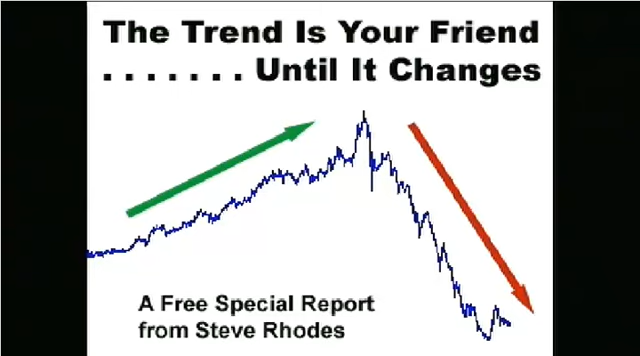 The Trend Is Your Friend
. . . . . . . Until It Changes
A Free Special Report
from Steve Rhodes